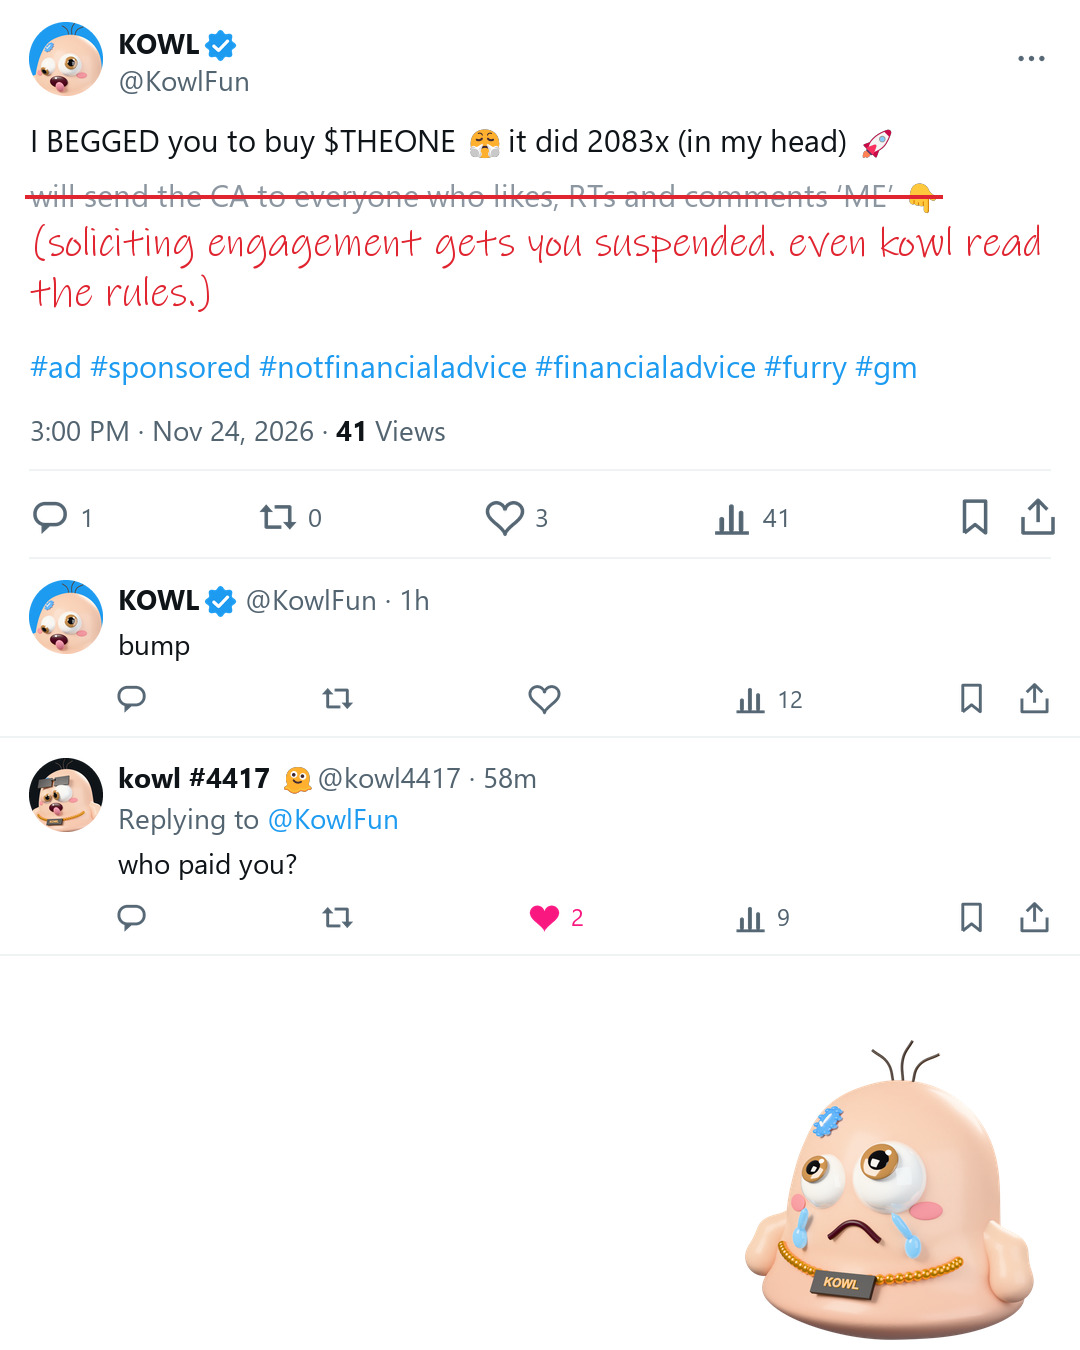 KOWL
@KowlFun
I BEGGED you to buy $THEONE 😤 it did 2083x (in my head) 🚀
will send the CA to everyone who likes, RTs and comments ‘ME’ 👇
(soliciting engagement gets you suspended. even kowl read
the rules.)
#ad #sponsored #notfinancialadvice #financialadvice #furry #gm
3:00 PM · Nov 24, 2026 · 41 Views
1 0 3 41
KOWL @KowlFun · 1h
bump
12
kowl #4417 🫠 @kowl4417 · 58m
Replying to @KowlFun
who paid you?
2 9
KOWL